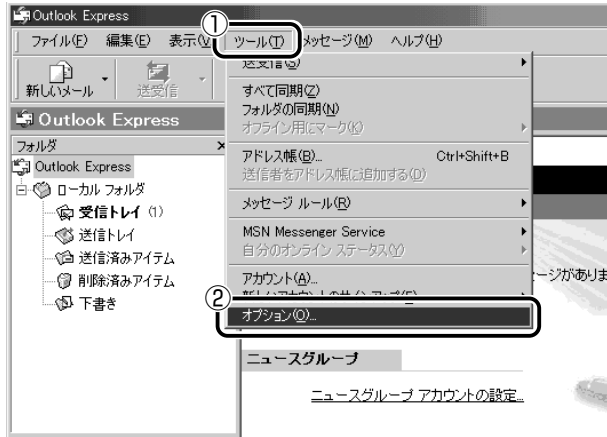 Outlook Express
①
ファイル(F) 編集(E) 表示(V ツール(T) メッセージ(M) ヘルプ(H)
新しいメール 送受信
送受信(S)
すべて同期(Z)
フォルダの同期(N)
オフライン用にマーク(K)
Outlook Express
フォルダ ×
アドレス帳(B)... Ctrl+Shift+B
送信者をアドレス帳に追加する(D)
Outlook Express
ローカル フォルダ
受信トレイ (1)
送信トレイ
送信済みアイテム
削除済みアイテム
下書き
メッセージ ルール(R)
MSN Messenger Service
自分のオンライン ステータス(Y)
アカウント(A)...
②
オプション(O)...
ージがありま
ニュースグループ
ニュースグループ アカウントの設定...